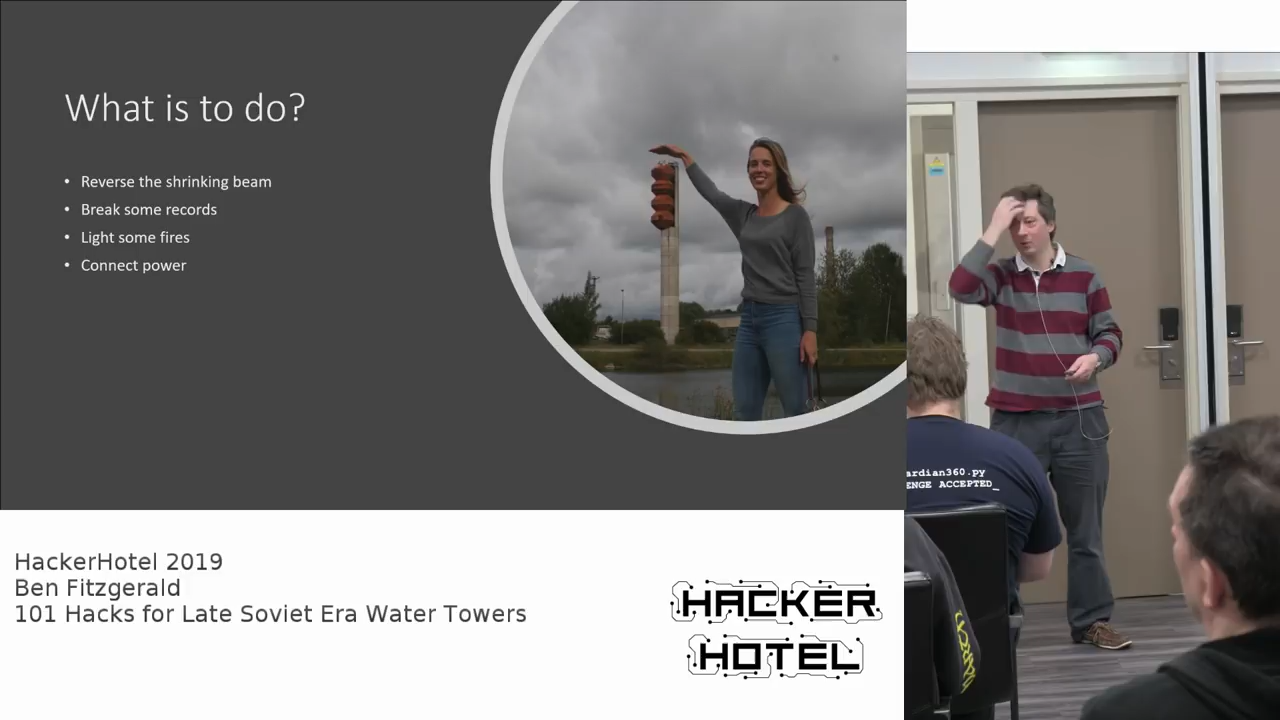 What is to do?
• Reverse the shrinking beam
• Break some records
• Light some fires
• Connect power
ardian360.py
ENGE ACCEPTED_
HackerHotel 2019
Ben Fitzgerald
101 Hacks for Late Soviet Era Water Towers
HACKER
HOTEL